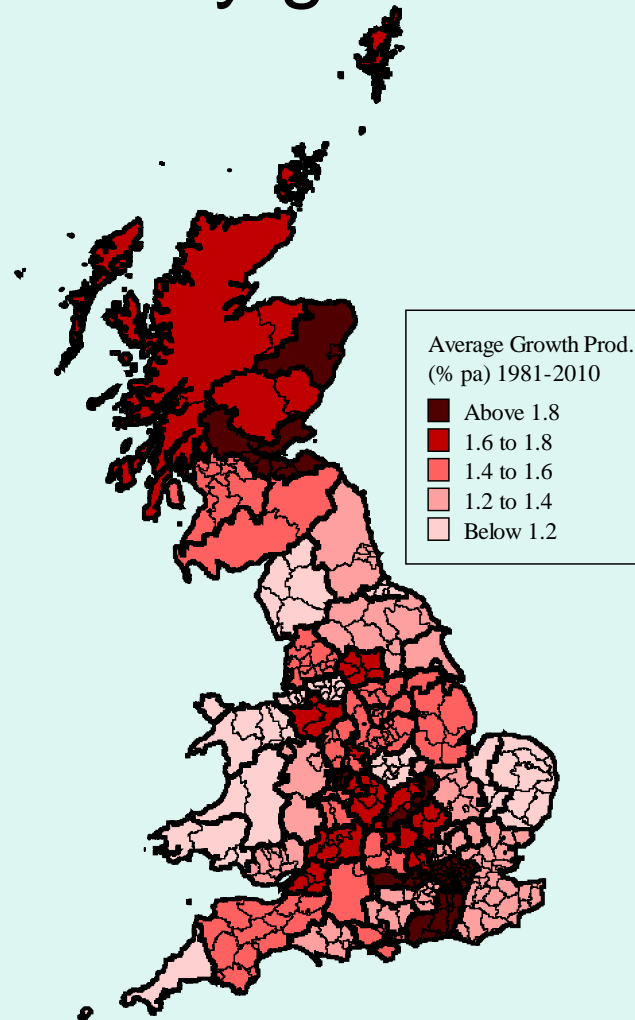 Average Growth Prod.
(% pa) 1981-2010
Above 1.8
1.6 to 1.8
1.4 to 1.6
1.2 to 1.4
Below 1.2